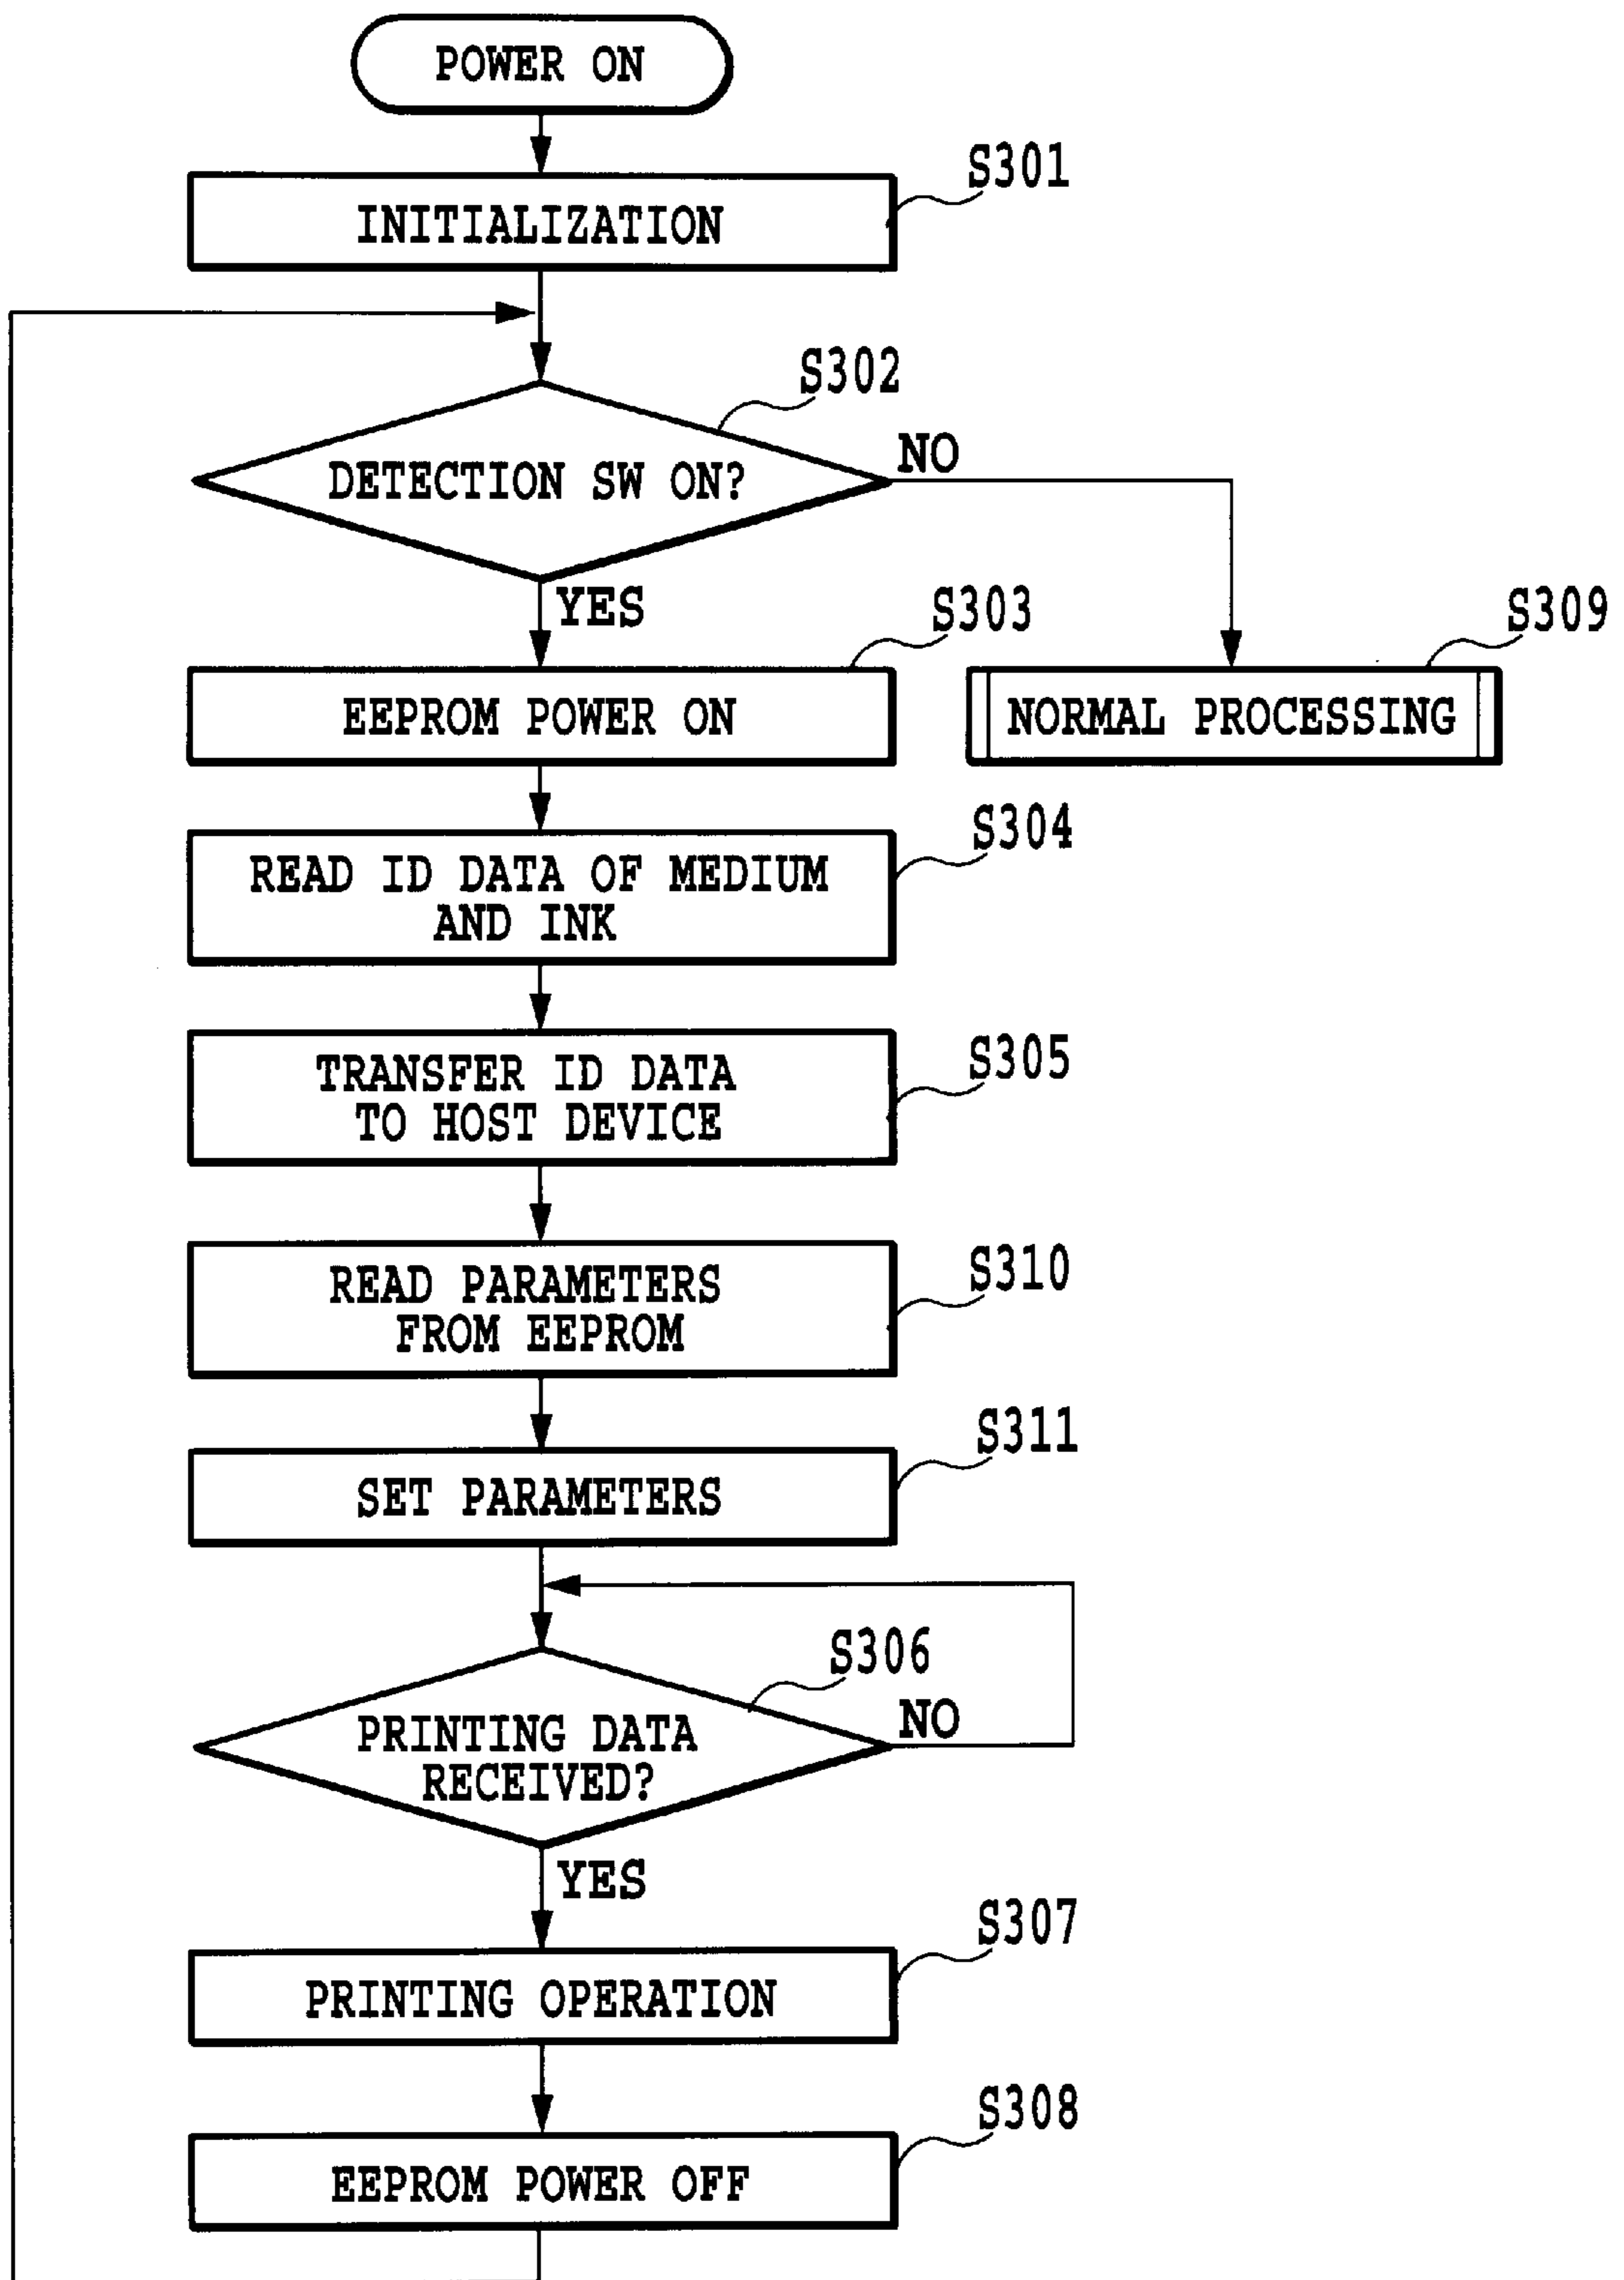 POWER ON
S301
INITIALIZATION
S302
DETECTION SW ON?
NO
YES
S303
S309
EEPROM POWER ON
NORMAL PROCESSING
S304
READ ID DATA OF MEDIUM
AND INK
S305
TRANSFER ID DATA
TO HOST DEVICE
S310
READ PARAMETERS
FROM EEPROM
S311
SET PARAMETERS
S306
NO
PRINTING DATA
RECEIVED?
YES
S307
PRINTING OPERATION
S308
EEPROM POWER OFF